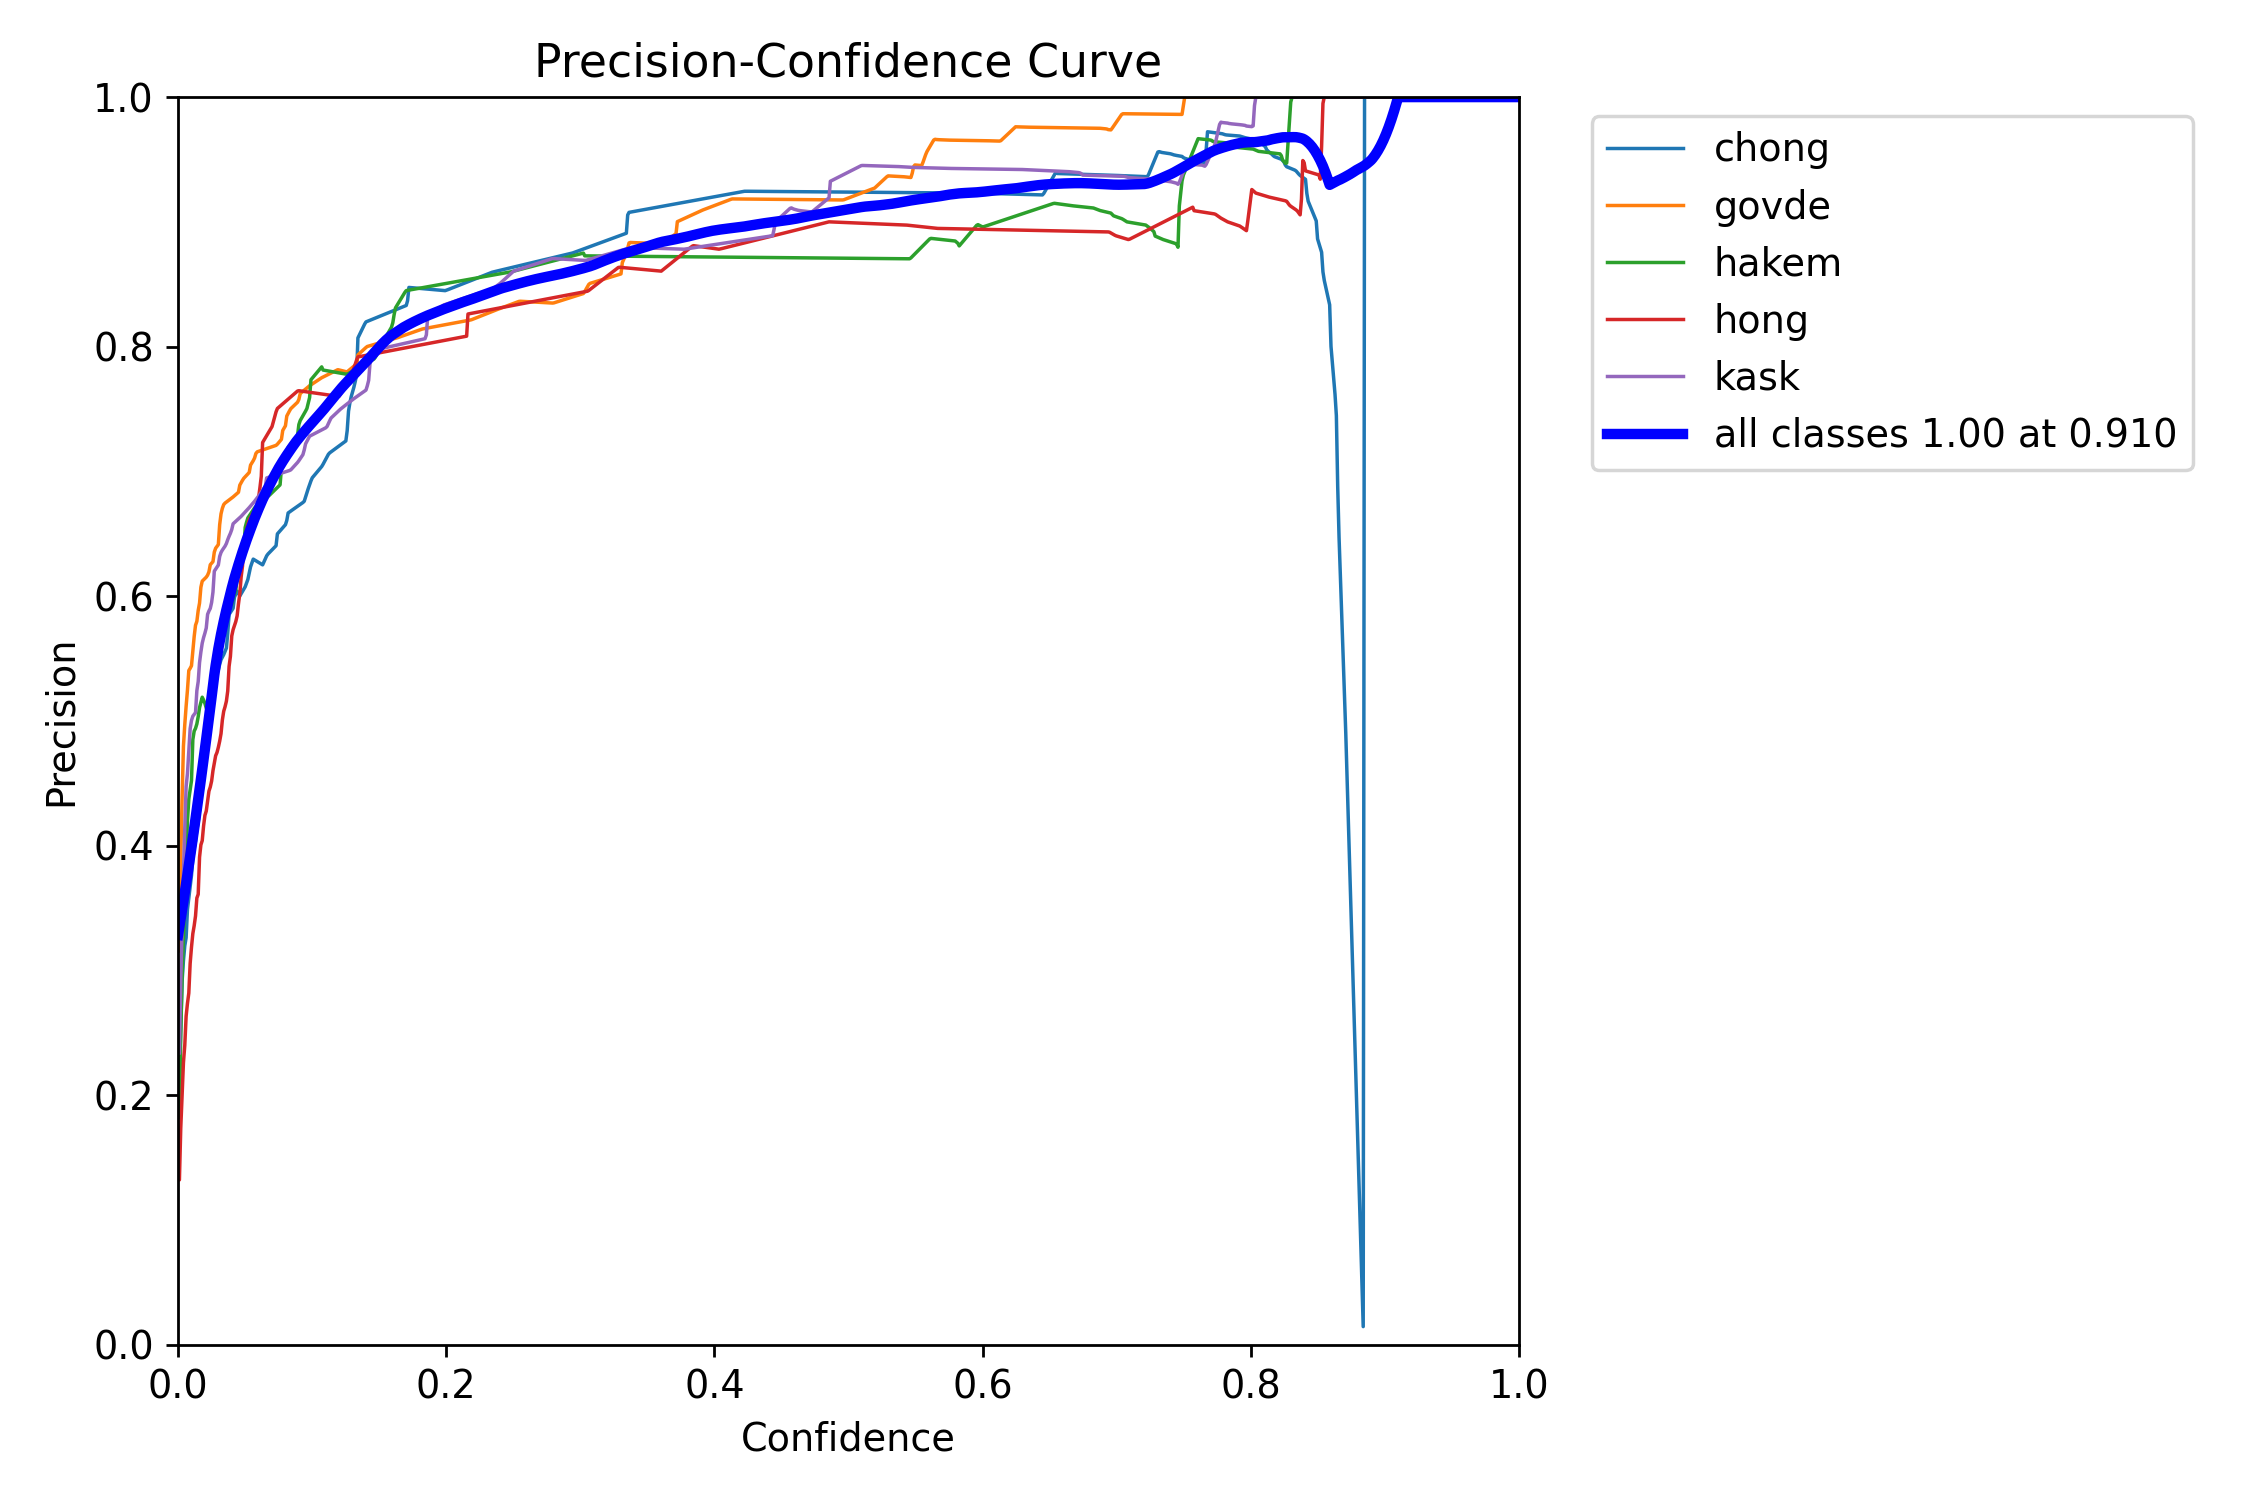 Precision-Confidence Curve
1.0
0.8
0.6
0.4
0.2
0.0
Precision
0.0 0.2 0.4 0.6 0.8 1.0
Confidence
chong
govde
hakem
hong
kask
all classes 1.00 at 0.910